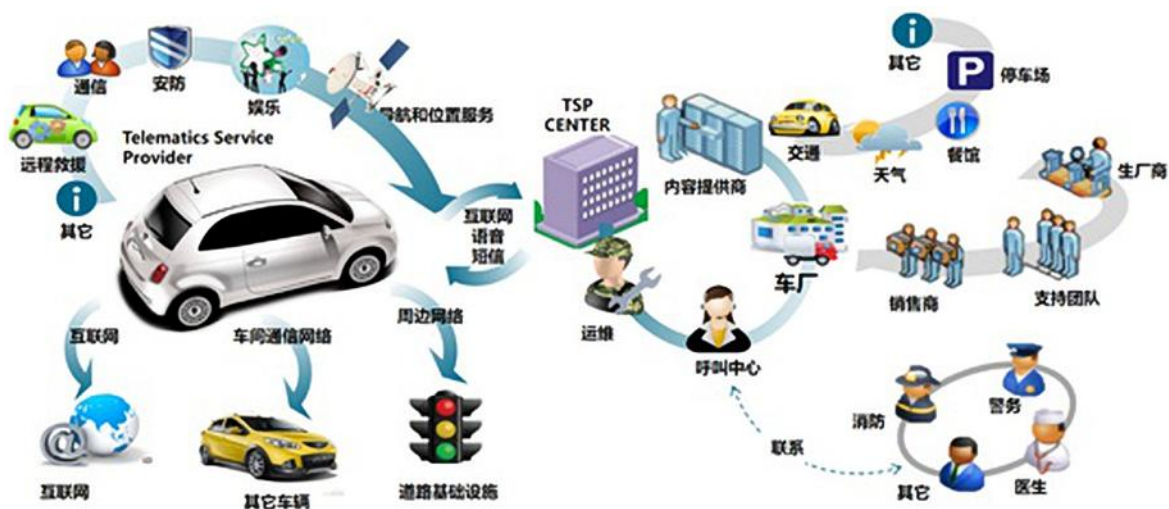 通信
安防
娱乐
导航和位置服务
远程救援
Telematics Service
Provider
其它
互联网
语音
短信
互联网
车间通信网络
周边网络
互联网
其它车辆
道路基础设施
TSP
CENTER
内容提供商
交通
天气
餐馆
P
停车场
i
其它
i
生厂商
车厂
销售商
支持团队
运维
呼叫中心
联系
消防
警务
医生
其它
@